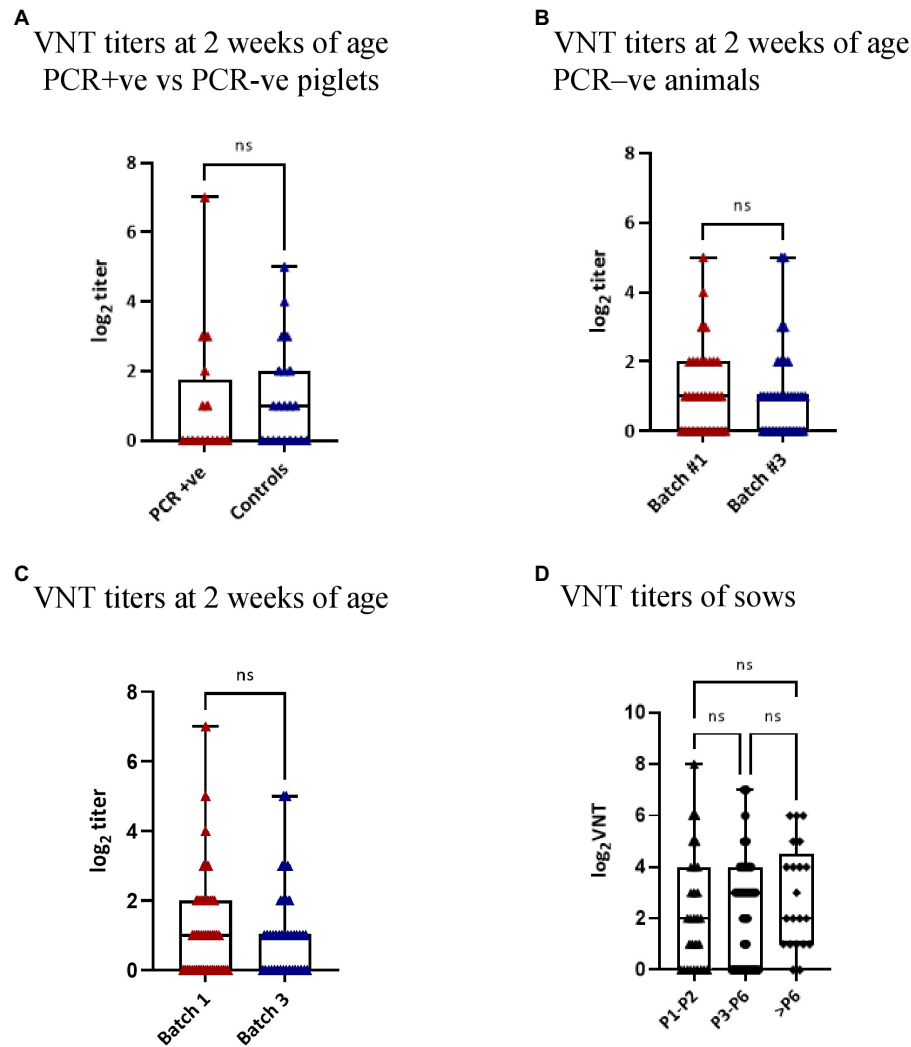 A
VNT titers at 2 weeks of age
PCR+ve vs PCR-ve piglets
ns
8
6
4
2
0
log2 titer
PCR +ve
Controls
B
VNT titers at 2 weeks of age
PCR–ve animals
ns
8
6
4
2
0
log2 titer
Batch #1
Batch #3
C
VNT titers at 2 weeks of age
ns
8
6
4
2
0
log2 titer
Batch 1
Batch 3
D
VNT titers of sows
ns
ns
ns
10
8
6
4
2
0
log2VNT
P1-P2
P3-P6
>P6